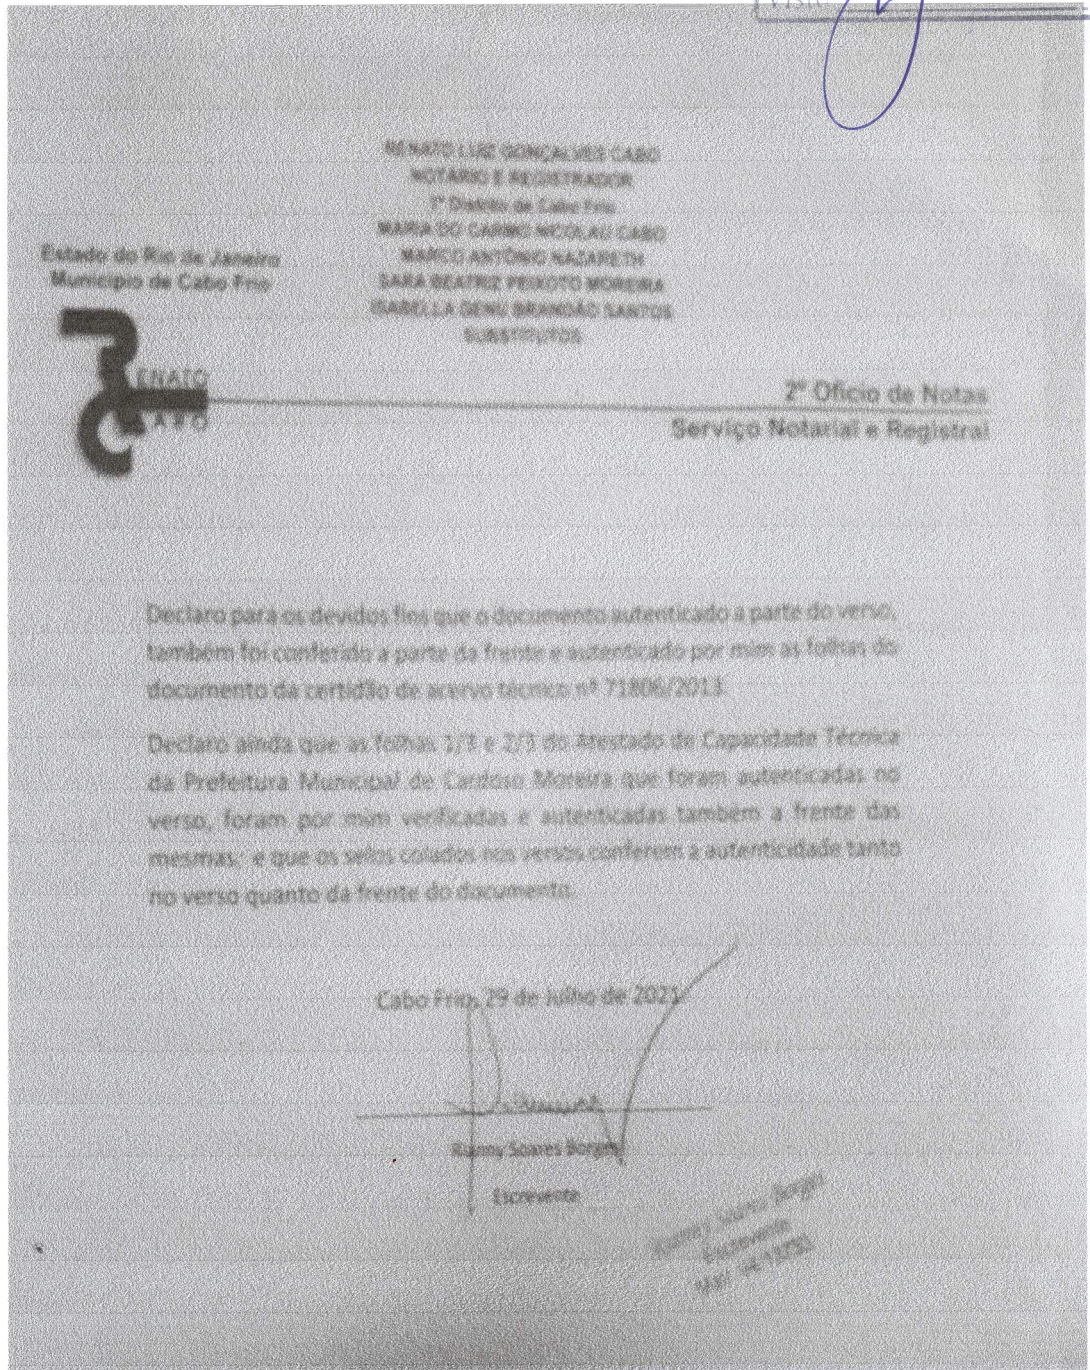 RENATO LUIZ GONÇALVES CABO
NOTÁRIO E REGISTRADOR
1º Distrito de Cabo Frio
MARIA DO CARMO NICOLAU CABO
MARCO ANTÔNIO NAZARETH
SARA BEATRIZ PEIXOTO MOREIRA
ISABELLA GENÚ BRANDÃO SANTOS
SUBSTITUTOS
Estado do Rio de Janeiro
Município de Cabo Frio
RENATO
CABO
2º Ofício de Notas
Serviço Notarial e Registral
Declaro para os devidos fins que o documento autenticado a parte do verso,
também foi conferido a parte da frente e autenticado por mim as folhas do
documento da certidão de acervo técnico nº 71806/2013.
Declaro ainda que as folhas 1/3 e 2/3 do Atestado de Capacidade Técnica
da Prefeitura Municipal de Cardoso Moreira que foram autenticadas no
verso, foram por mim verificadas e autenticadas também a frente das
mesmas; e que os selos colados nos versos conferem a autenticidade tanto
no verso quanto da frente do documento.
Cabo Frio, 29 de Julho de 2021.
Soares Borges
Escrevente
Soares Borges
Escrevente